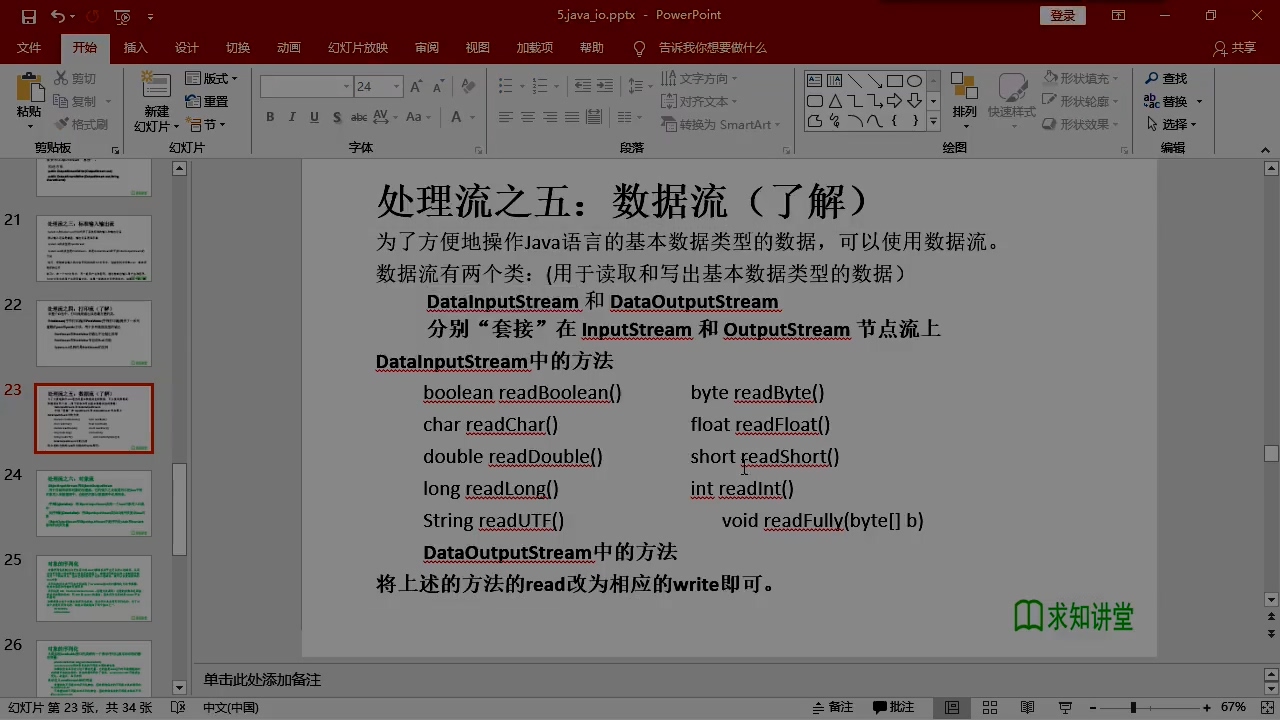 5.java_io.pptx - PowerPoint
登录
文件 开始 插入 设计 切换 动画 幻灯片放映 审阅 视图 加载项 帮助 告诉我你想要做什么 共享
粘贴 剪切 复制 格式刷
新建 幻灯片 版式 重置 节
24
B I U S abc AV Aa A
文字方向
对齐文本
转换为 SmartArt
排列 快速样式
形状填充
形状轮廓
形状效果
查找
替换
选择
剪贴板 幻灯片 字体 段落 绘图 编辑
21
22
23
24
25
26
处理流之五：数据流（了解）
为了方便地操作Java语言的基本数据类型的数据，可以使用数据流。
数据流有两个类：(用于读取和写出基本数据类型的数据）
DataInputStream 和 DataOutputStream
分别“套接”在 InputStream 和 OutputStream 节点流上
DataInputStream中的方法
boolean readBoolean() byte readByte()
char readChar() float readFloat()
double readDouble() short readShort()
long readLong() int readInt()
String readUTF() void readFully(byte[] b)
DataOutputStream中的方法
将上述的方法的read改为相应的write即可。
求知讲堂
单击此处添加备注
幻灯片 第 23 张，共 34 张 中文(中国) 备注 批注 67%